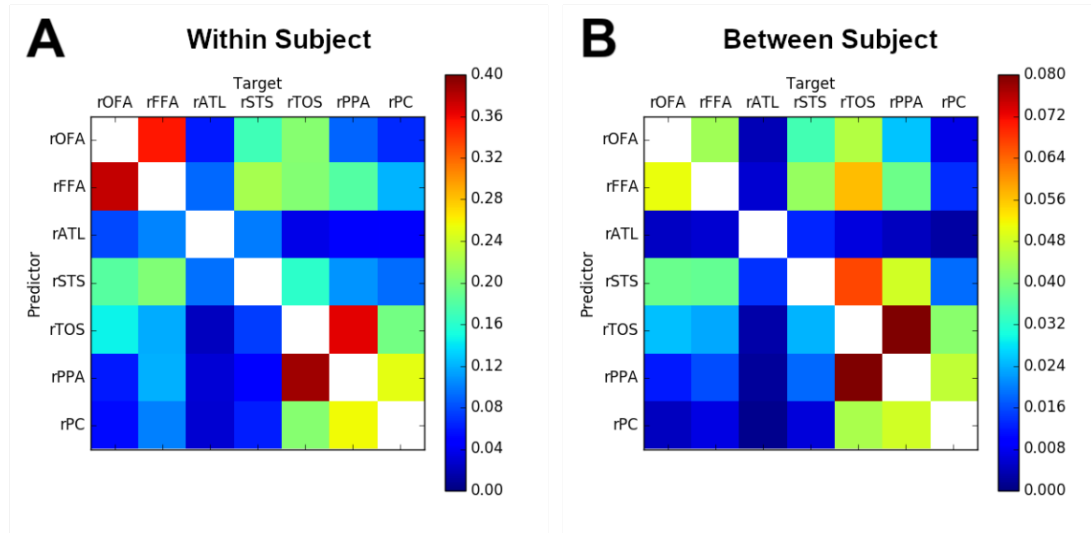 A
Within Subject
Target
rOFA rFFA rATL rSTS rTOS rPPA rPC
Predictor
rOFA
rFFA
rATL
rSTS
rTOS
rPPA
rPC
0.40
0.36
0.32
0.28
0.24
0.20
0.16
0.12
0.08
0.04
0.00
B
Between Subject
Target
rOFA rFFA rATL rSTS rTOS rPPA rPC
Predictor
rOFA
rFFA
rATL
rSTS
rTOS
rPPA
rPC
0.080
0.072
0.064
0.056
0.048
0.040
0.032
0.024
0.016
0.008
0.000